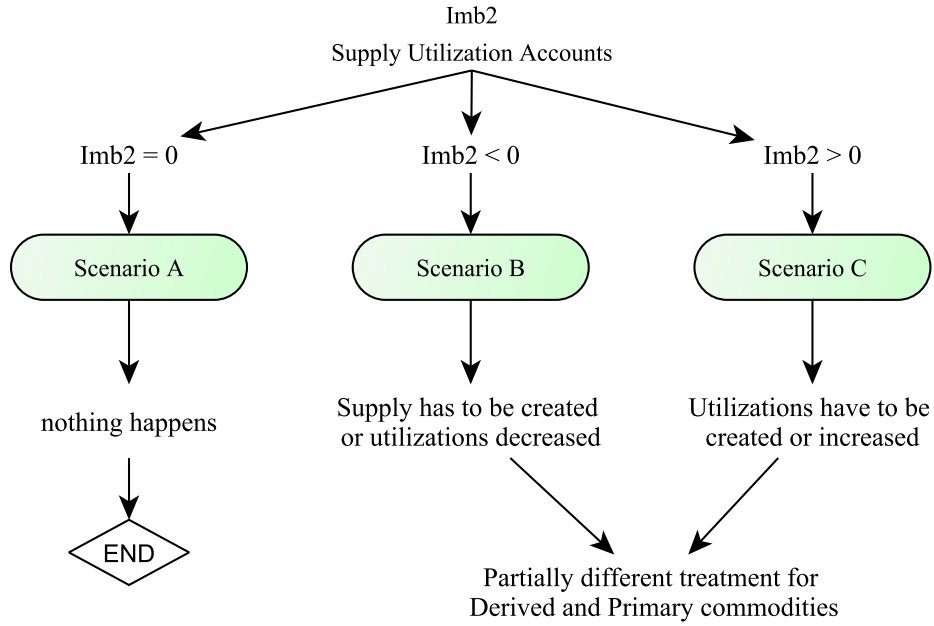 Imb2
Supply Utilization Accounts
Imb2 = 0
Imb2 < 0
Imb2 > 0
Scenario A
Scenario B
Scenario C
nothing happens
Supply has to be created
or utilizations decreased
Utilizations have to be
created or increased
END
Partially different treatment for
Derived and Primary commodities